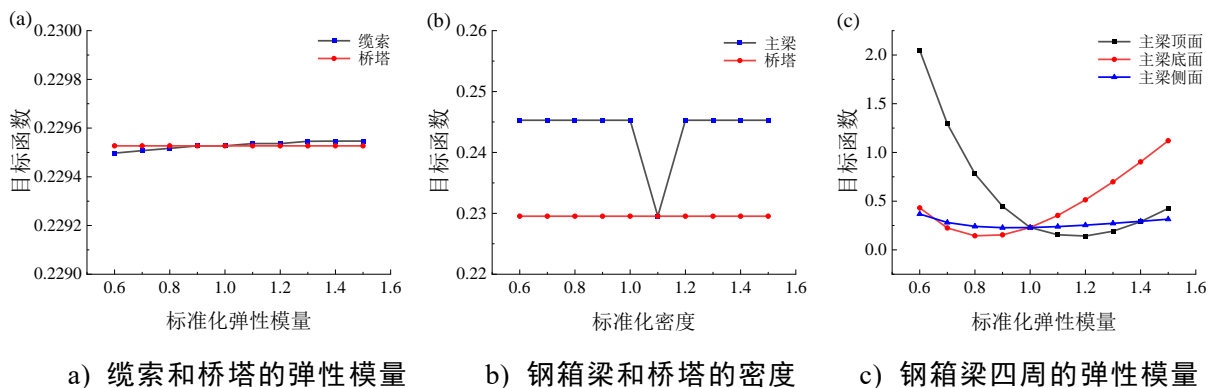 (a)
0.2300
0.2298
0.2296
0.2294
0.2292
0.2290
目标函数
缆索
桥塔
0.6 0.8 1.0 1.2 1.4 1.6
标准化弹性模量
(b)
0.26
0.25
0.24
0.23
0.22
目标函数
主梁
桥塔
0.6 0.8 1.0 1.2 1.4 1.6
标准化密度
(c)
2.0
1.5
1.0
0.5
0.0
目标函数
主梁顶面
主梁底面
主梁侧面
0.6 0.8 1.0 1.2 1.4 1.6
标准化弹性模量
a) 缆索和桥塔的弹性模量
b) 钢箱梁和桥塔的密度
c) 钢箱梁四周的弹性模量